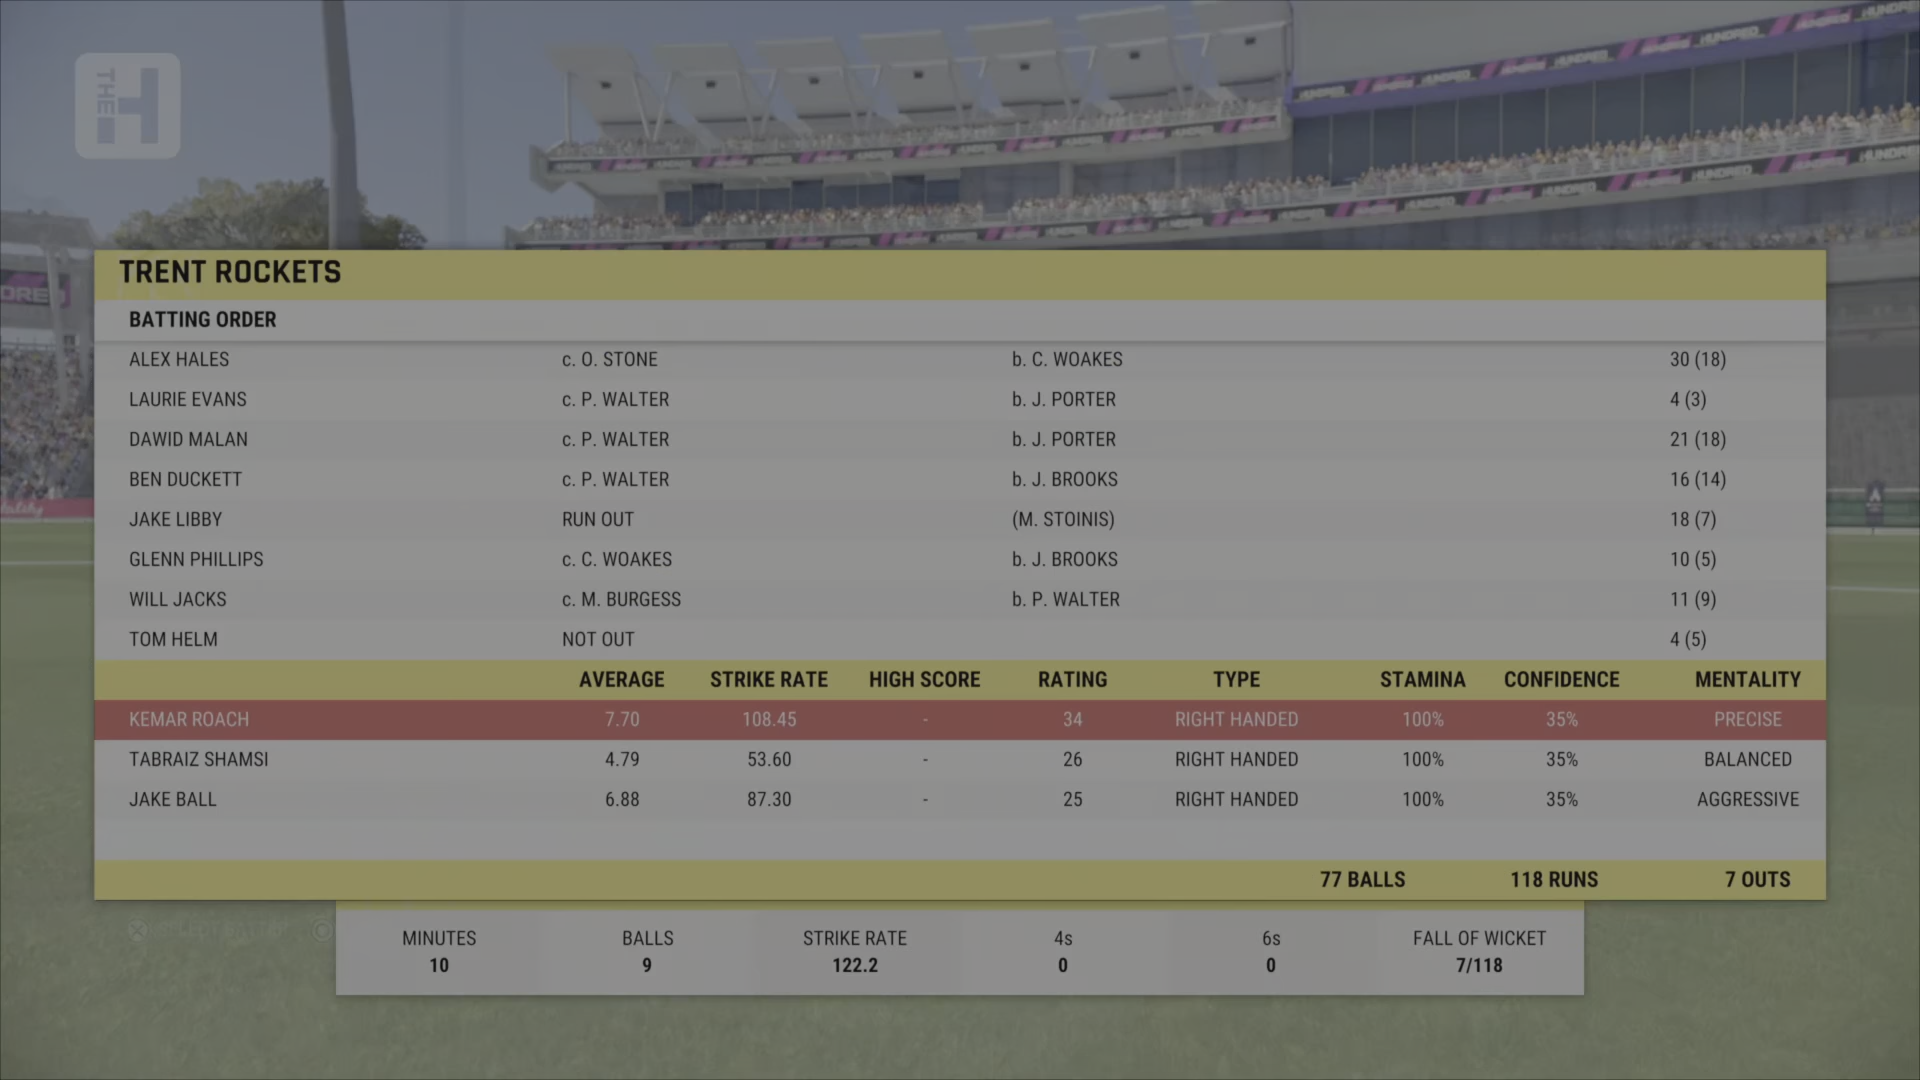 THE H
TRENT ROCKETS
BATTING ORDER
ALEX HALES c. O. STONE b. C. WOAKES 30 (18)
LAURIE EVANS c. P. WALTER b. J. PORTER 4 (3)
DAWID MALAN c. P. WALTER b. J. PORTER 21 (18)
BEN DUCKETT c. P. WALTER b. J. BROOKS 16 (14)
JAKE LIBBY RUN OUT (M. STOINIS) 18 (7)
GLENN PHILLIPS c. C. WOAKES b. J. BROOKS 10 (5)
WILL JACKS c. M. BURGESS b. P. WALTER 11 (9)
TOM HELM NOT OUT 4 (5)
AVERAGE STRIKE RATE HIGH SCORE RATING TYPE STAMINA CONFIDENCE MENTALITY
KEMAR ROACH 7.70 108.45 - 34 RIGHT HANDED 100% 35% PRECISE
TABRAIZ SHAMSI 4.79 53.60 - 26 RIGHT HANDED 100% 35% BALANCED
JAKE BALL 6.88 87.30 - 25 RIGHT HANDED 100% 35% AGGRESSIVE
77 BALLS 118 RUNS 7 OUTS
MINUTES BALLS STRIKE RATE 4s 6s FALL OF WICKET
10 9 122.2 0 0 7/118